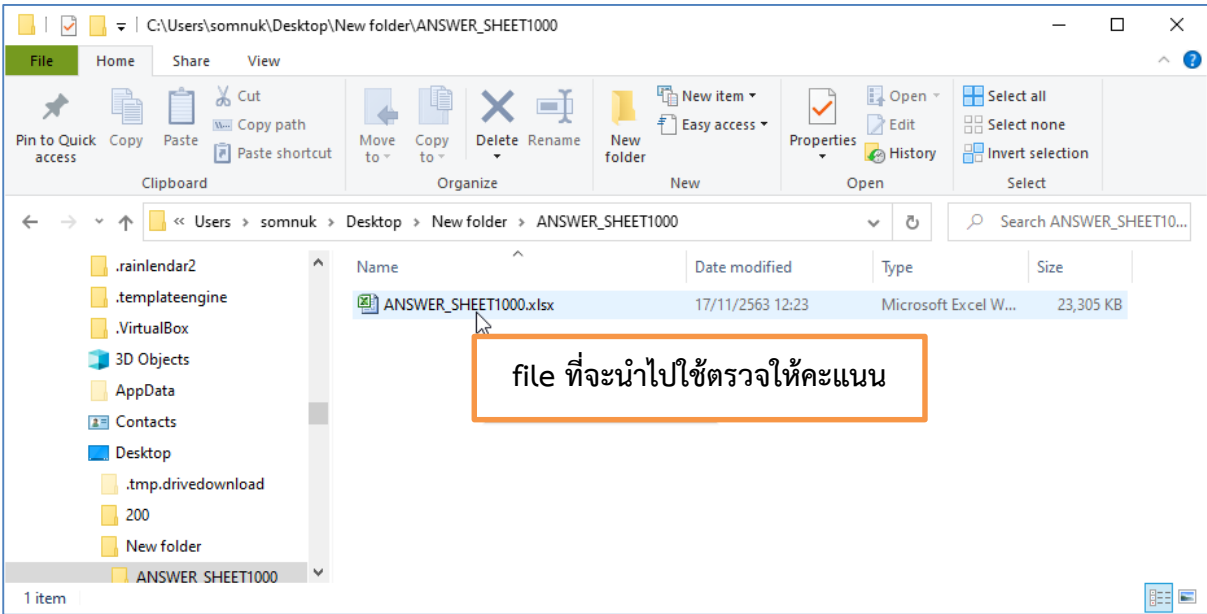 C:\Users\somnuk\Desktop\New folder\ANSWER_SHEET1000
File Home Share View
Pin to Quick access
Copy
Paste
Cut
Copy path
Paste shortcut
Clipboard
Move to
Copy to
Delete
Rename
Organize
New folder
New item
Easy access
New
Properties
Open
Edit
History
Open
Select all
Select none
Invert selection
Select
« Users > somnuk > Desktop > New folder > ANSWER_SHEET1000
Search ANSWER_SHEET10...
Name Date modified Type Size
ANSWER_SHEET1000.xlsx 17/11/2563 12:23 Microsoft Excel W... 23,305 KB
file ที่จะนำไปใช้ตรวจให้คะแนน
.rainlendar2
.templateengine
.VirtualBox
3D Objects
AppData
Contacts
Desktop
.tmp.drivedownload
200
New folder
ANSWER_SHEET1000
1 item